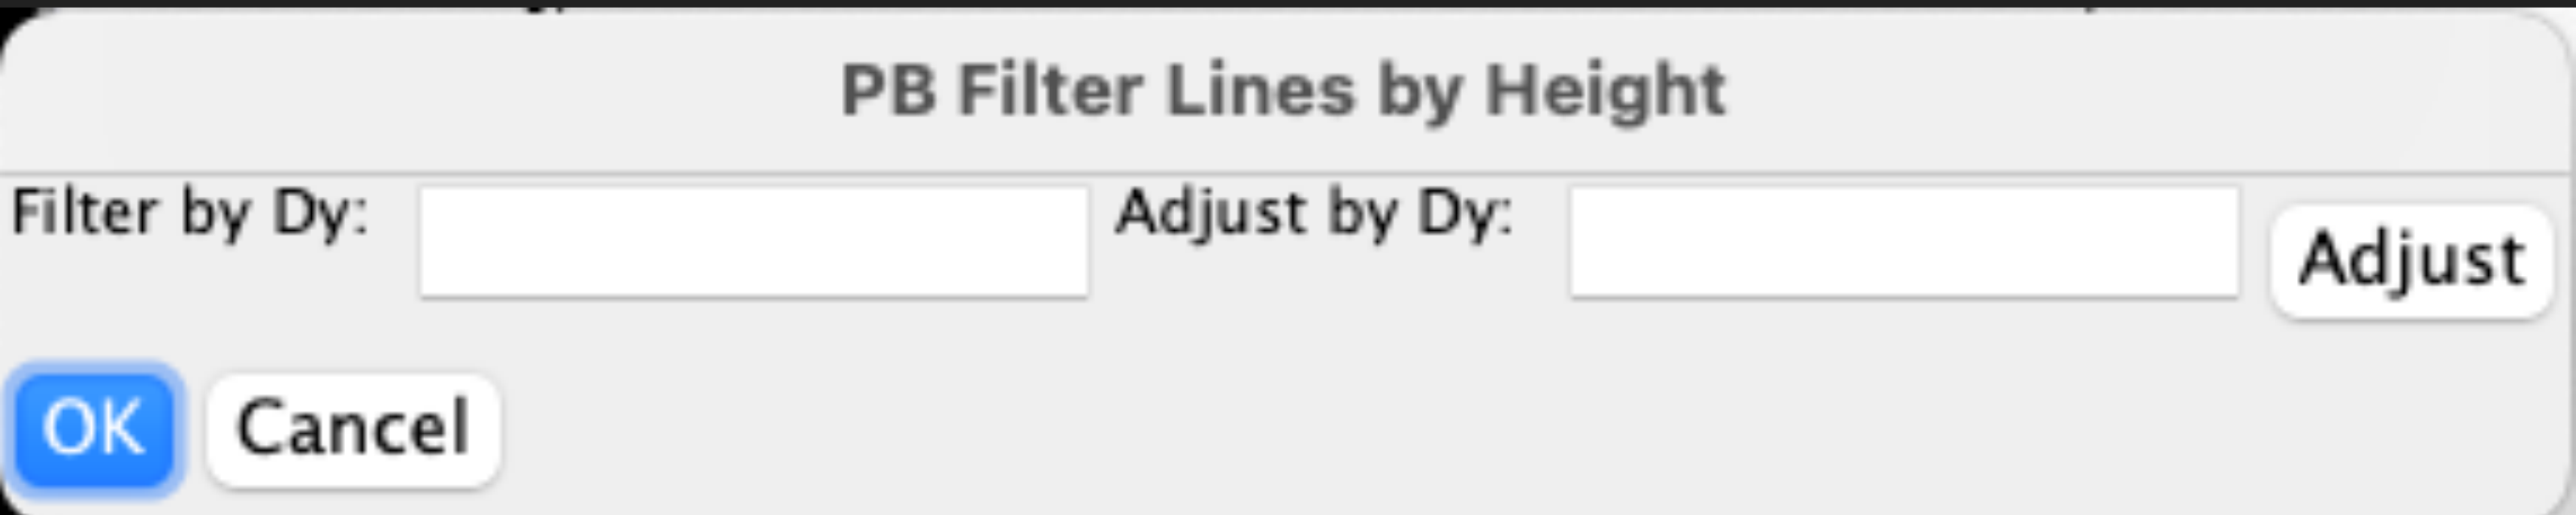 PB Filter Lines by Height
Filter by Dy: Adjust by Dy: Adjust
OK Cancel